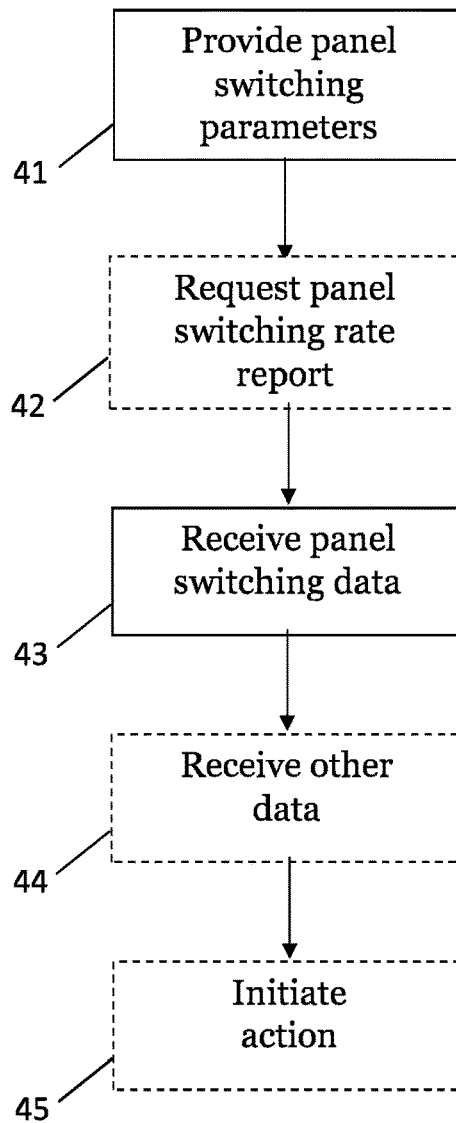 Provide panel
switching
parameters
41
Request panel
switching rate
report
42
Receive panel
switching data
43
Receive other
data
44
Initiate
action
45